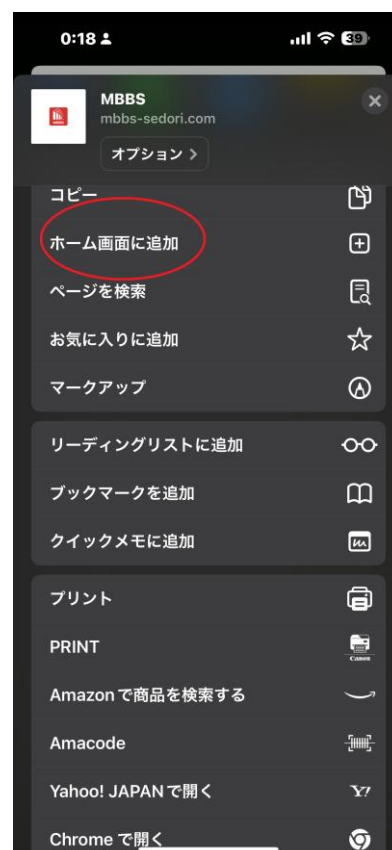 0:18
39
MBBS
mbbs-sedori.com
オプション
コピー
ホーム画面に追加
ページを検索
お気に入りに追加
マークアップ
リーディングリストに追加
ブックマークを追加
クイックメモに追加
プリント
PRINT
Canon
Amazonで商品を検索する
Amacode
Yahoo! JAPANで開く
Y!
Chromeで開く